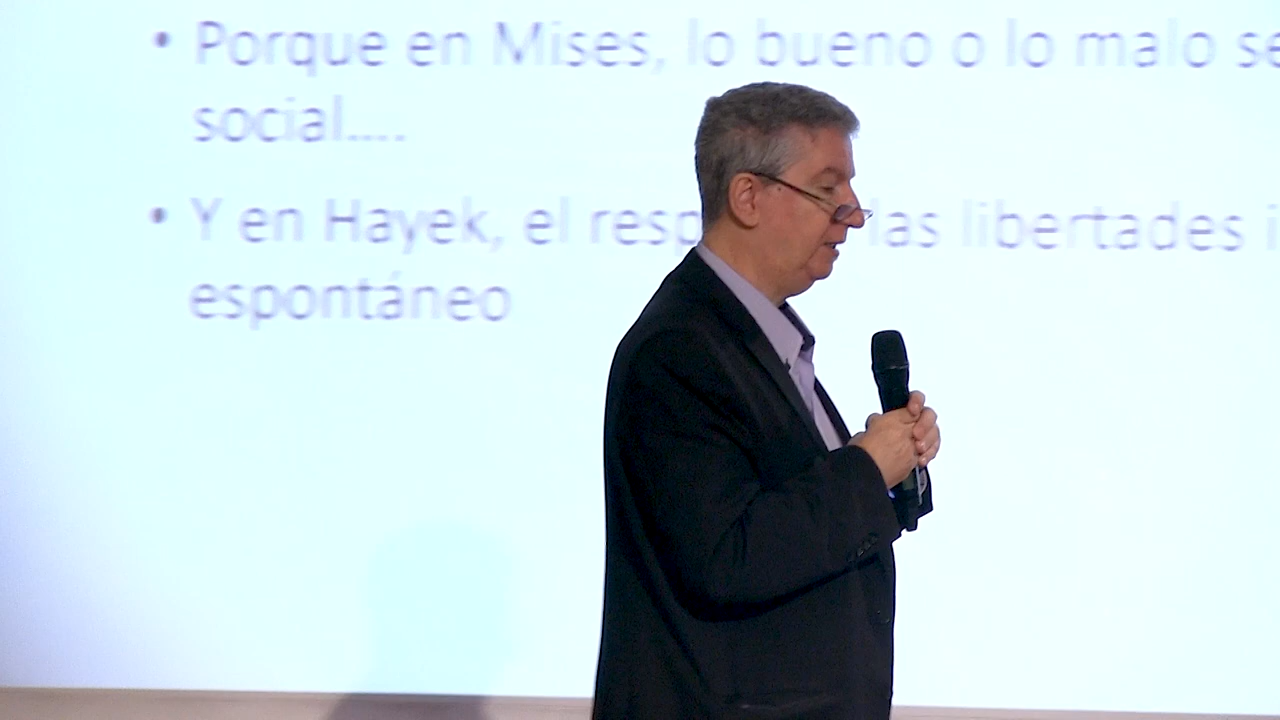 • Porque en Mises, lo bueno o lo malo se
social....
• Y en Hayek, el resp las libertades i
espontáneo